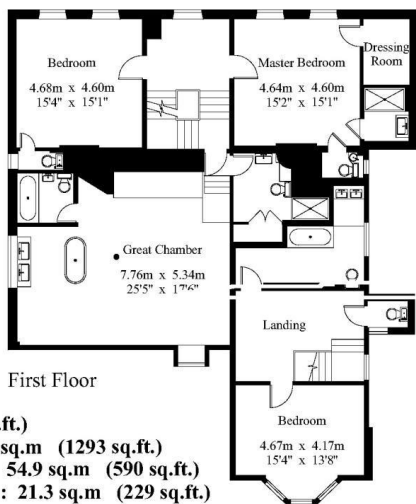 Bedroom
4.68m x 4.60m
15'4" x 15'1"
Master Bedroom
4.64m x 4.60m
15'2" x 15'1"
Dressing
Room
Great Chamber
7.76m x 5.34m
25'5" x 17'6"
Landing
First Floor
Bedroom
4.67m x 4.17m
15'4" x 13'8"
ft.)
sq.m (1293 sq.ft.)
54.9 sq.m (590 sq.ft.)
: 21.3 sq.m (229 sq.ft.)